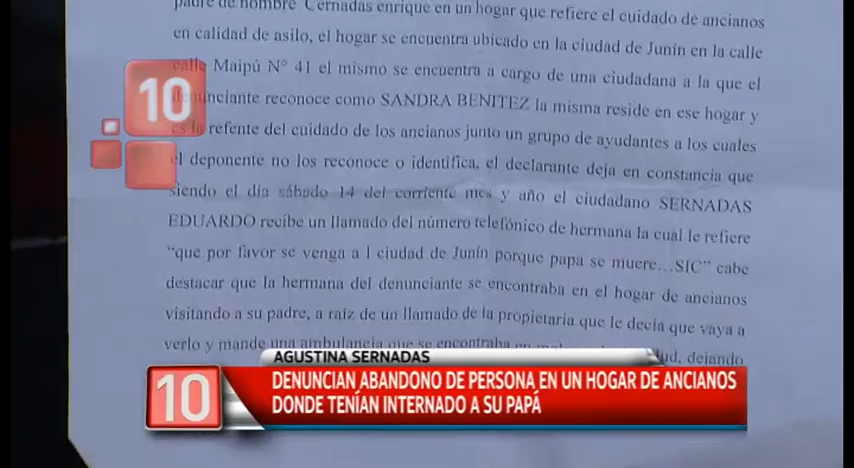 padre de nombre Cernadas enrique en un hogar que refiere el cuidado de ancianos
en calidad de asilo, el hogar se encuentra ubicado en la ciudad de Junín en la calle
calle Maipú N° 41 el mismo se encuentra a cargo de una ciudadana a la que el
denunciante reconoce como SANDRA BENITEZ la misma reside en ese hogar y
es la refente del cuidado de los ancianos junto un grupo de ayudantes a los cuales
el deponente no los reconoce o identifica, el declarante deja en constancia que
siendo el día sábado 14 del corriente mes y año el ciudadano SERNADAS
EDUARDO recibe un llamado del número telefónico de hermana la cual le refiere
“que por favor se venga a l ciudad de Junín porque papa se muere…SIC” cabe
destacar que la hermana del denunciante se encontraba en el hogar de ancianos
visitando a su padre, a raíz de un llamado de la propietaria que le decía que vaya a
verlo y mande una ambulancia que se encontraba en dejando
10
AGUSTINA SERNADAS
10
DENUNCIAN ABANDONO DE PERSONA EN UN HOGAR DE ANCIANOS
DONDE TENÍAN INTERNADO A SU PAPÁ